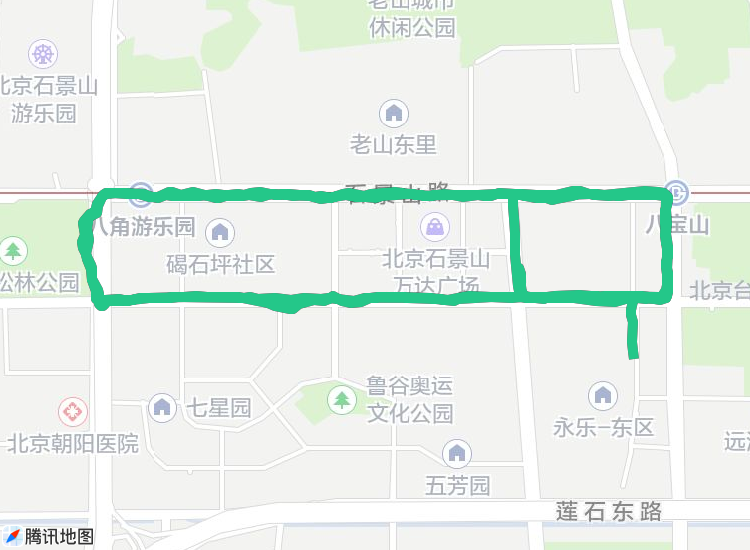 老山城市
休闲公园
北京石景山
游乐园
老山东里
石景山路
八角游乐园
八宝山
碣石坪社区
北京石景山
万达广场
松林公园
北京台
鲁谷奥运
文化公园
七星园
永乐-东区
北京朝阳医院
远洋
五芳园
莲石东路
腾讯地图